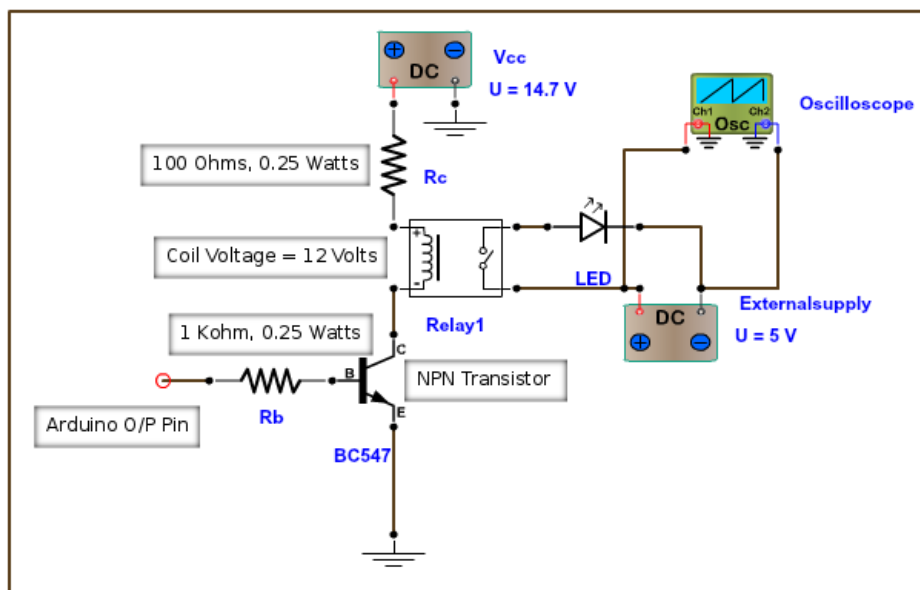 Vcc
DC
U = 14.7 V
Ch1
Ch2
Osc
Oscilloscope
100 Ohms, 0.25 Watts
Rc
+
Coil Voltage = 12 Volts
-
LED
Relay1
DC
Externalsupply
U = 5 V
1 Kohm, 0.25 Watts
C
B
NPN Transistor
E
Arduino O/P Pin
Rb
BC547